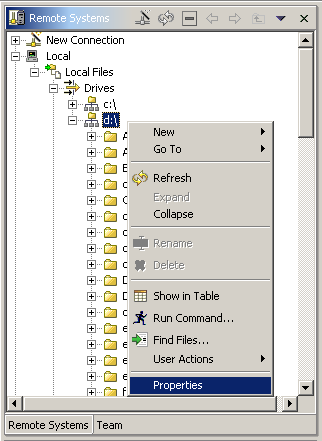 Remote Systems
New Connection
Local
Local Files
Drives
c:\
d:\
A
A
B
C
C
c
c
c
D
D
d
e
e
e
e
f
New
Go To
Refresh
Expand
Collapse
Rename
Delete
Show in Table
Run Command...
Find Files...
User Actions
Properties
Remote Systems
Team